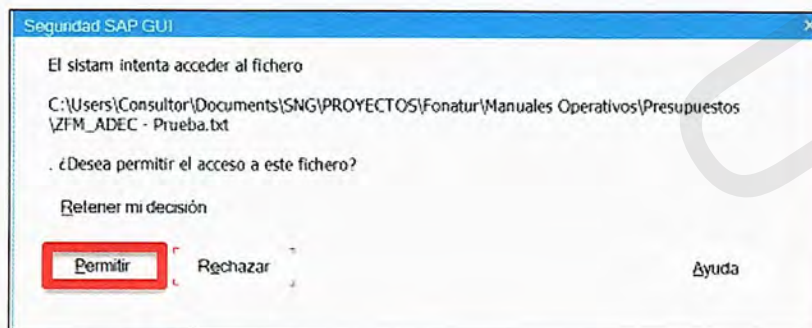 Seguridad SAP GUI
El sistam intenta acceder al fichero
C:\Users\Consultor\Documents\SNG\PROYECTOS\Fonatur\Manuales Operativos\Presupuestos
\ZFM_ADEC - Prueba.txt
. ¿Desea permitir el acceso a este fichero?
Retener mi decisión
Permitir Rechazar Ayuda